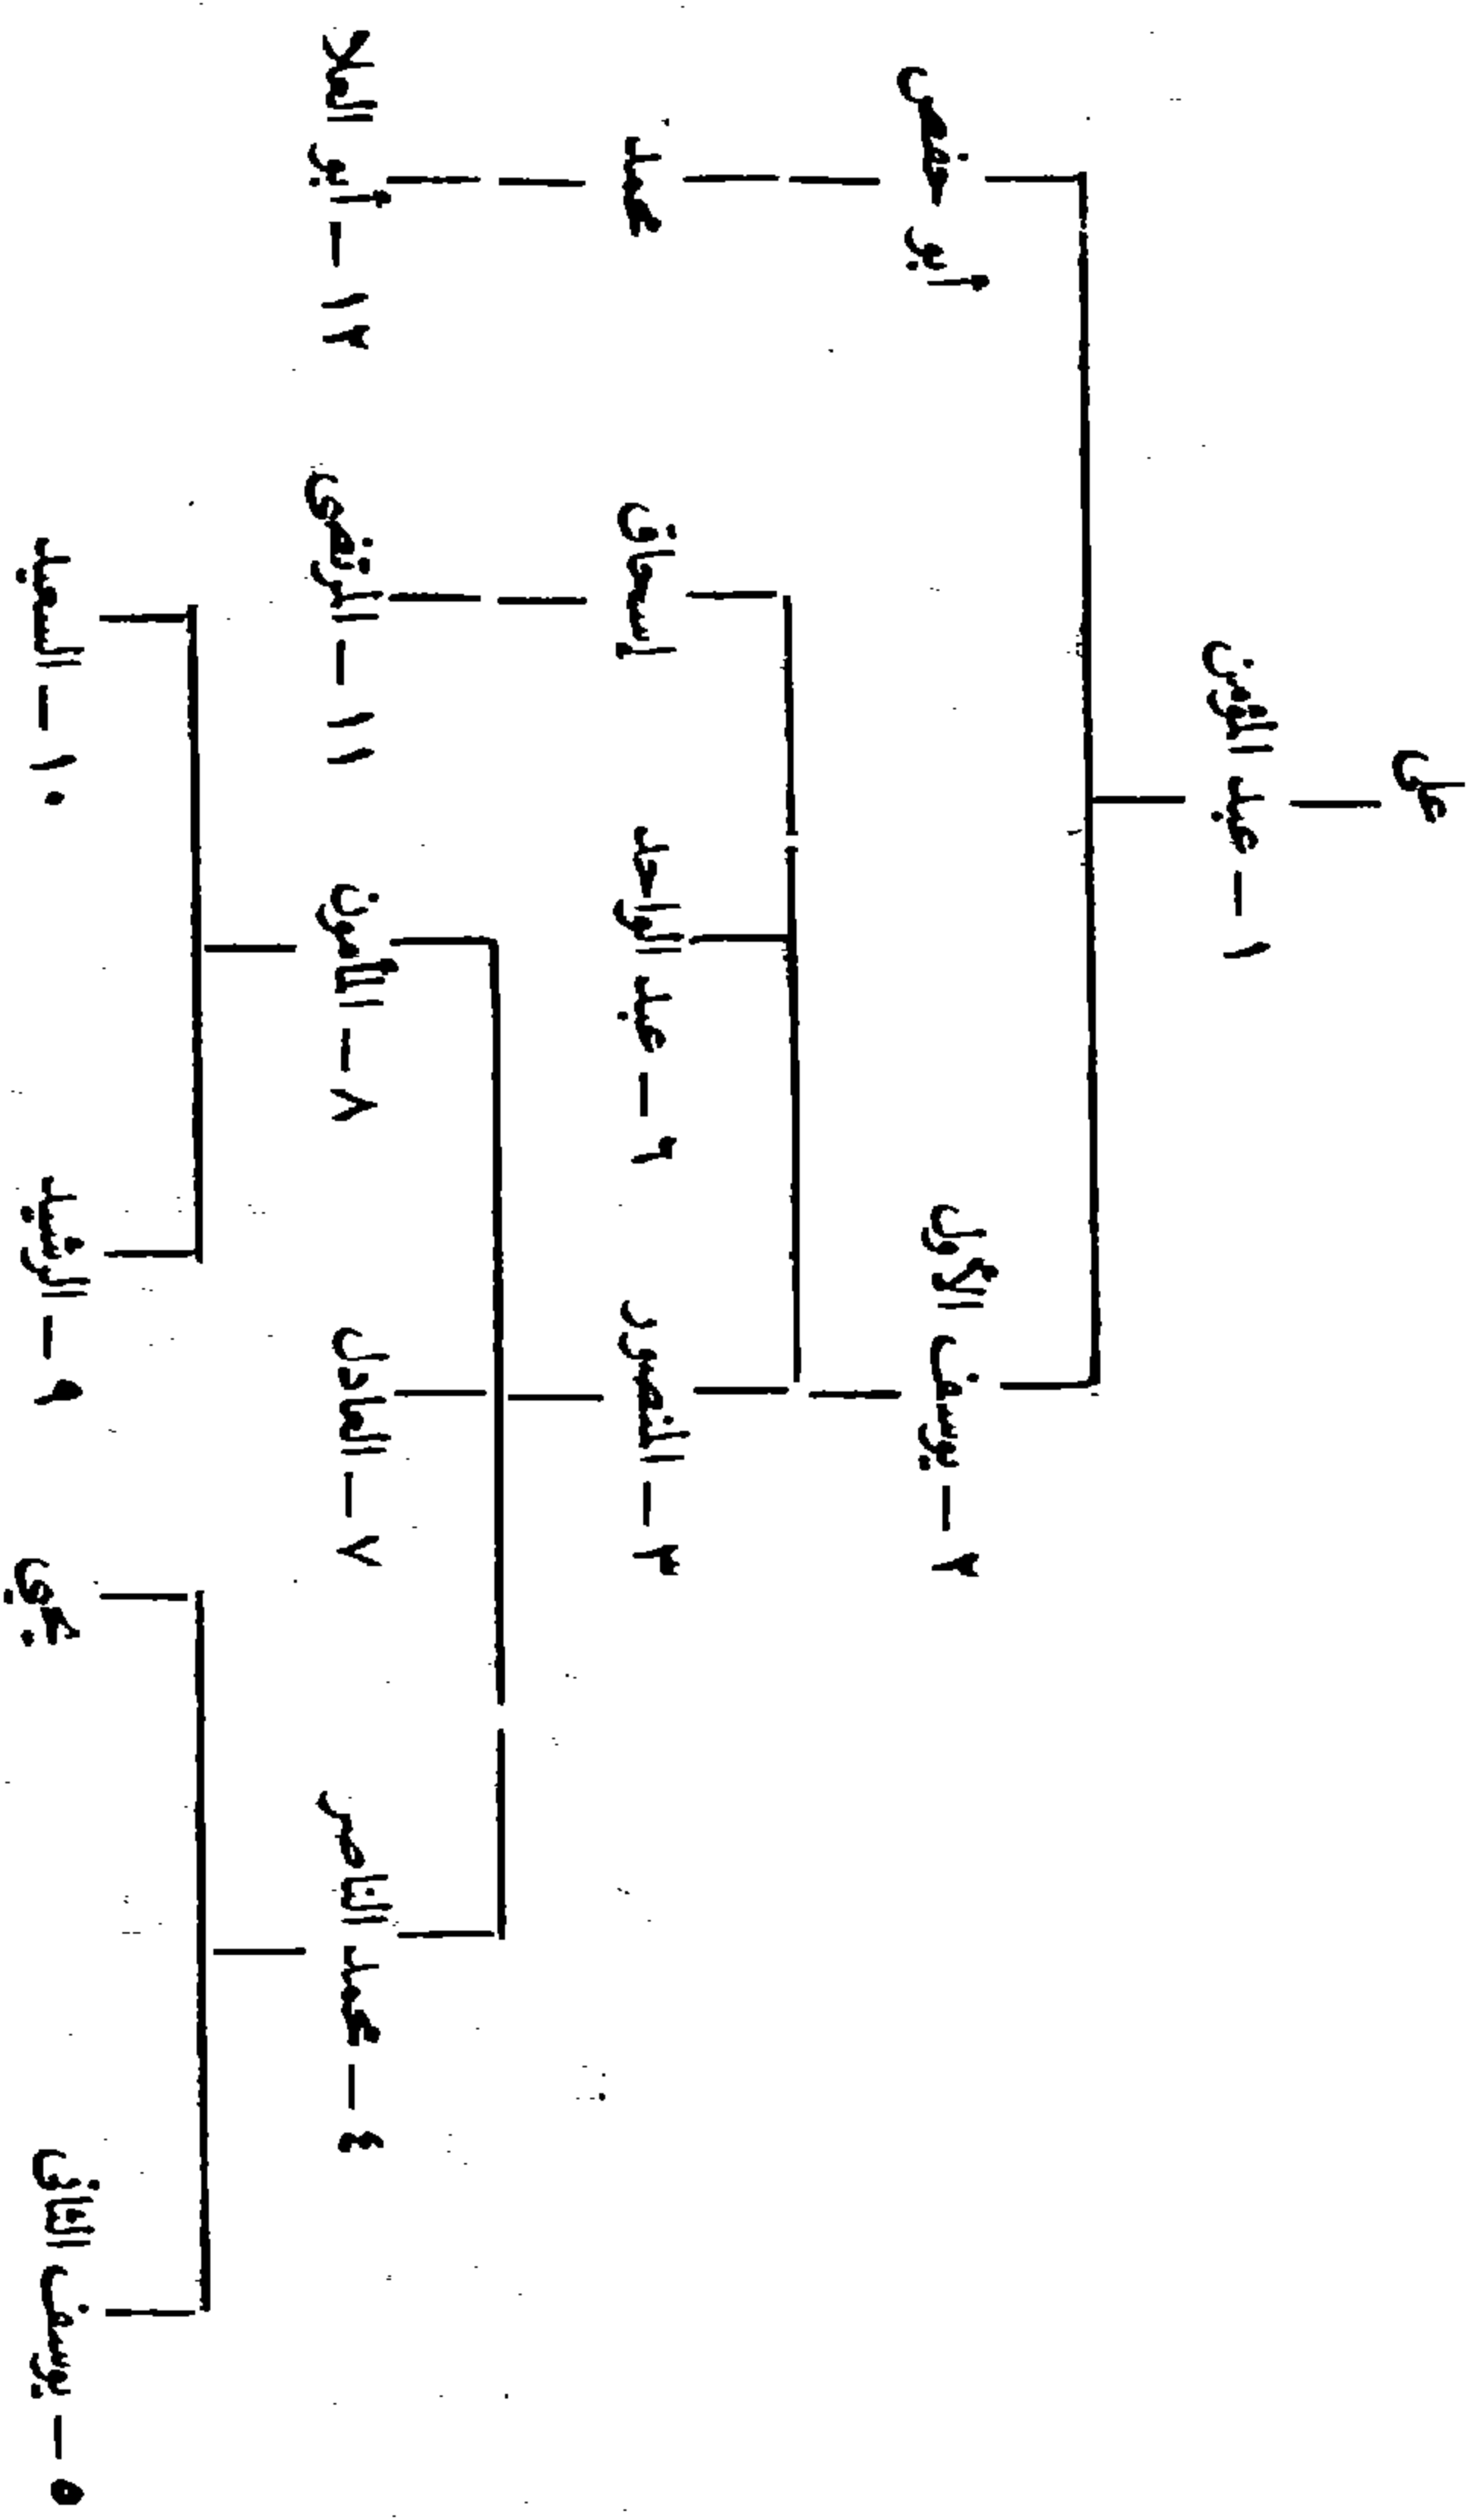 علي
١ — عبد المؤمن
٢ — يوسف الأول
أبو حفص
٣ — المنصور
٦ — عبد الواحد
إسحاق
محمد
٤ — محمد الناصر
٧ — العادل
٨ — المأمون
١١ — المرتضى
١٢ — أبو العلا
٥ — يوسف الثاني
يحيى
٩ — الرشيد
١٠ — السعيد